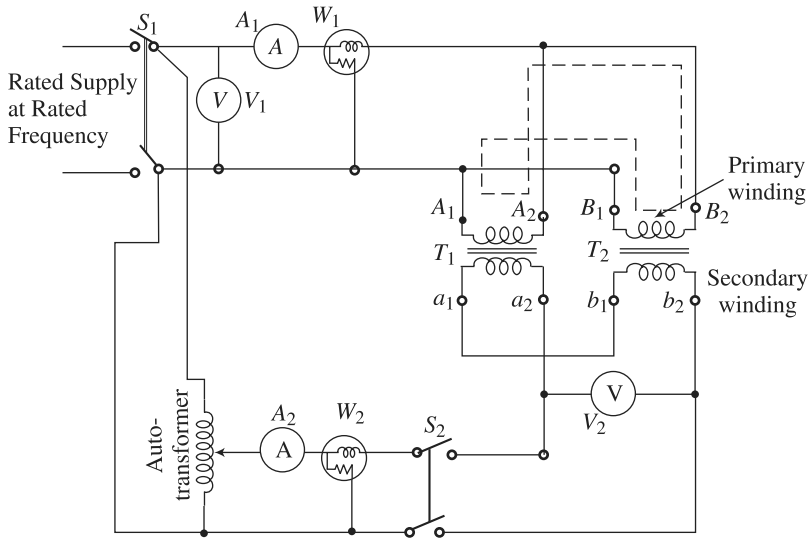 S₁
A₁
W₁
A
Rated Supply
at Rated
Frequency
V
V₁
Primary
winding
A₁
A₂
B₁
B₂
T₁
T₂
Secondary
winding
a₁
a₂
b₁
b₂
V
V₂
Auto-
transformer
A₂
A
W₂
S₂